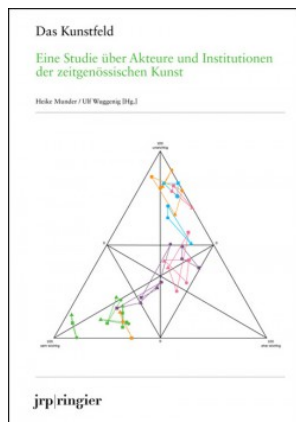 Das Kunstfeld
Eine Studie über Akteure und Institutionen
der zeitgenössischen Kunst
Heike Munder / Ulf Wuggenig [Hg.]
jrp|ringier